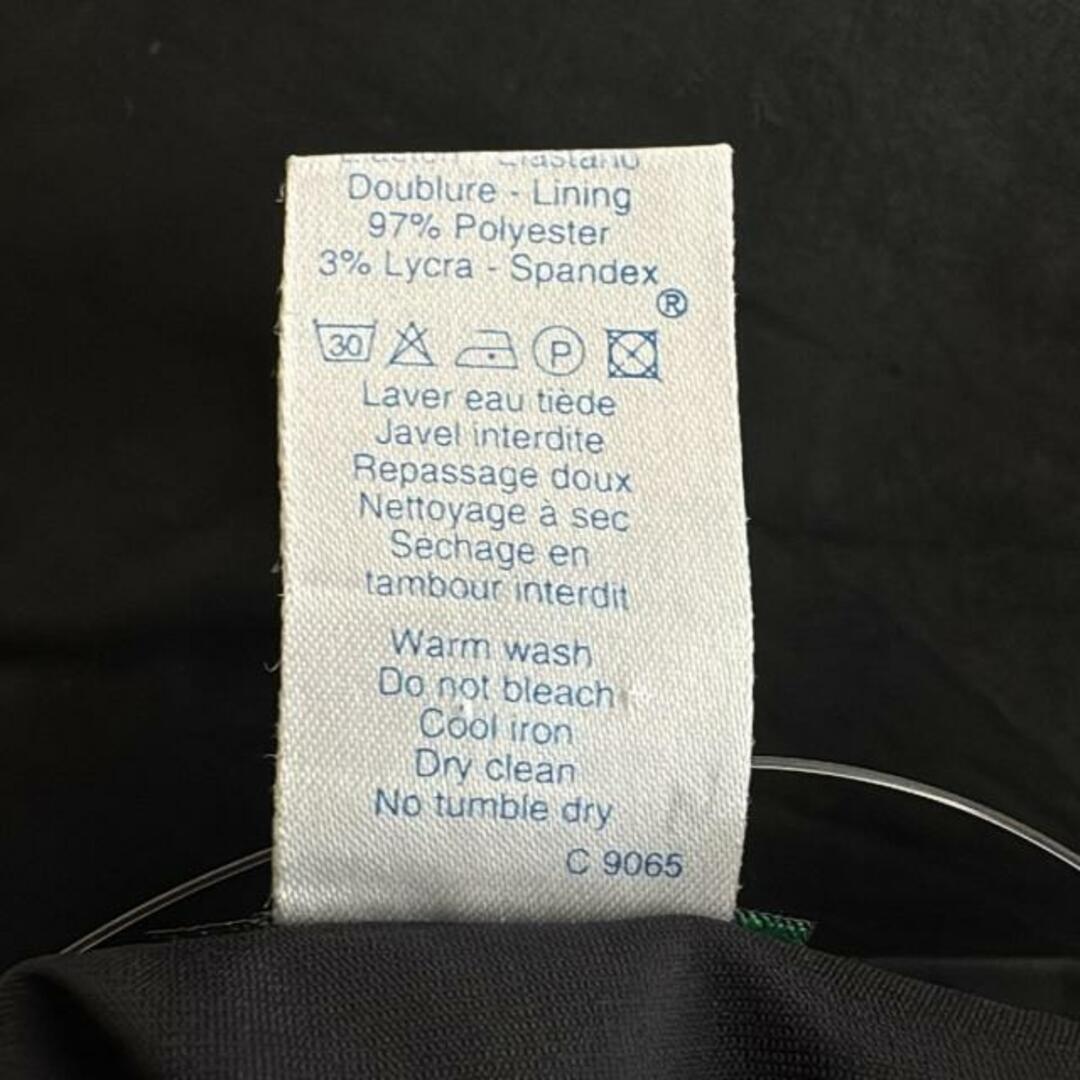 Doublure - Lining
97% Polyester
3% Lycra - Spandex
®
30 P
Laver eau tiède
Javel interdite
Repassage doux
Nettoyage à sec
Sechage en
tambour interdit
Warm wash
Do not bleach
Cool iron
Dry clean
No tumble dry
C 9065